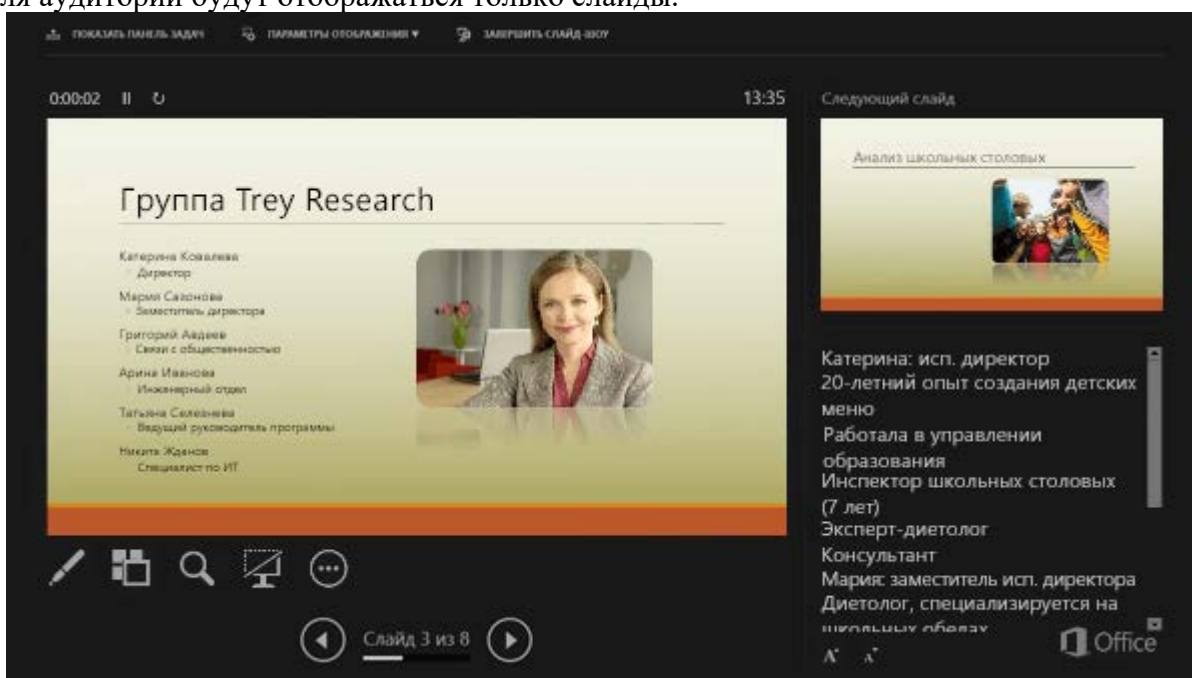 для аудитории будут отображаться только слайды.
ПОКАЗАТЬ ПАНЕЛЬ ЗАДАЧ ПАРАМЕТРЫ ОТОБРАЖЕНИЯ ▼ ЗАВЕРШИТЬ СЛАЙД-ШОУ
0:00:02 13:35 Следующий слайд
Группа Trey Research
Катерина Ковалева
Директор
Мария Сазонова
Заместитель директора
Григорий Авдеев
Связи с общественностью
Арина Иванова
Инженерный отдел
Татьяна Селезнева
Ведущий руководитель программы
Никита Жданов
Специалист по ИТ
Анализ школьных столовых
Катерина: исп. директор
20-летний опыт создания детских
меню
Работала в управлении
образования
Инспектор школьных столовых
(7 лет)
Эксперт-диетолог
Консультант
Мария: заместитель исп. директора
Диетолог, специализируется на
школьных обедах
Слайд 3 из 8
A A
Office